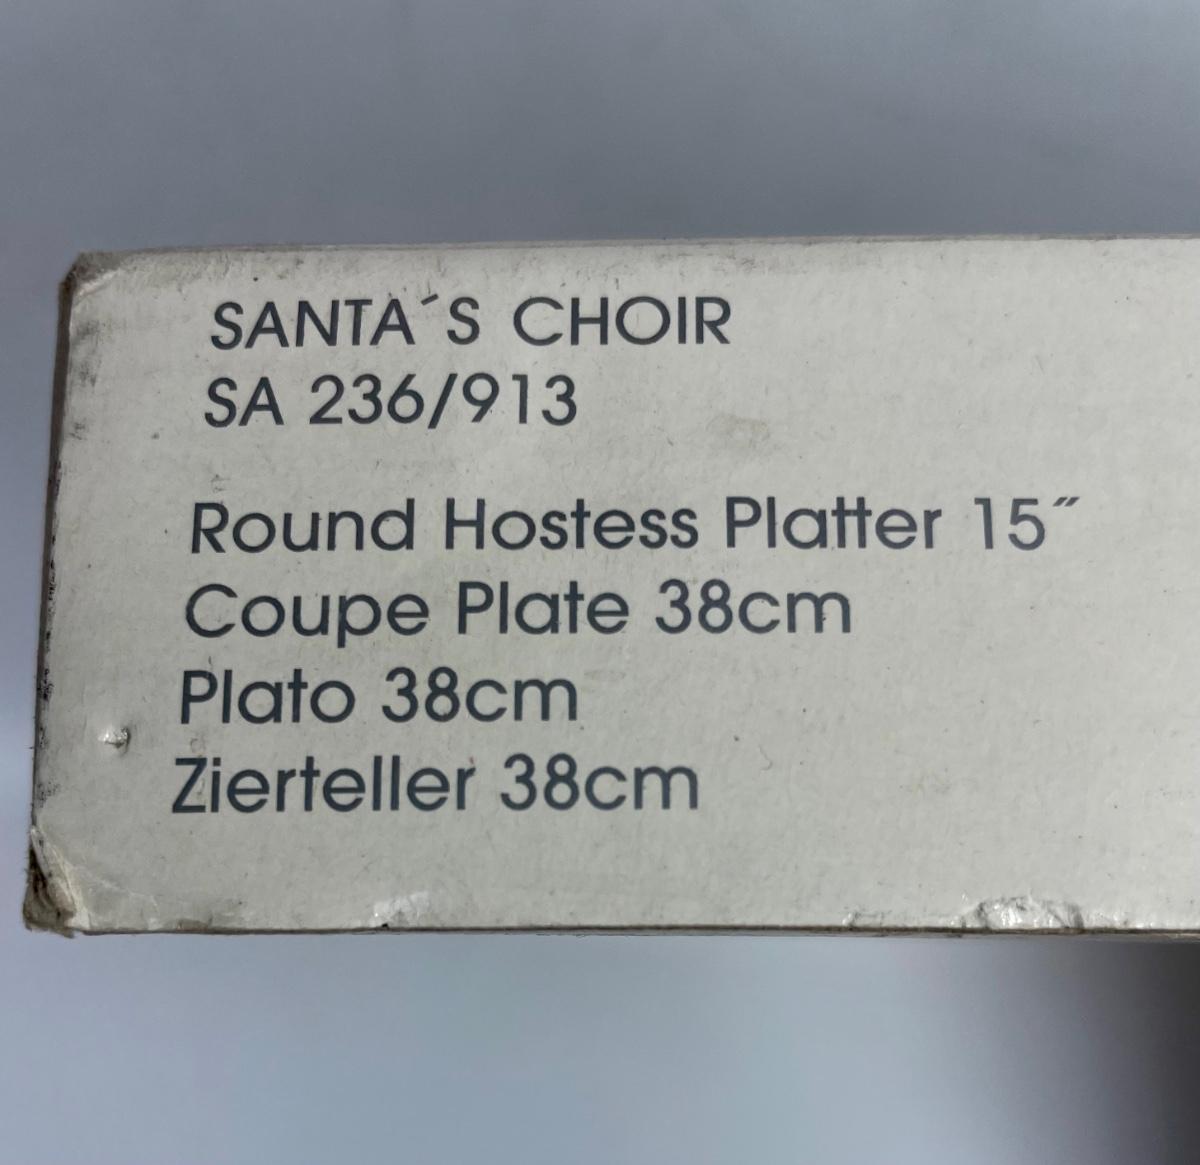 SANTA´S CHOIR
SA 236/913
Round Hostess Platter 15˝
Coupe Plate 38cm
Plato 38cm
Zierteller 38cm